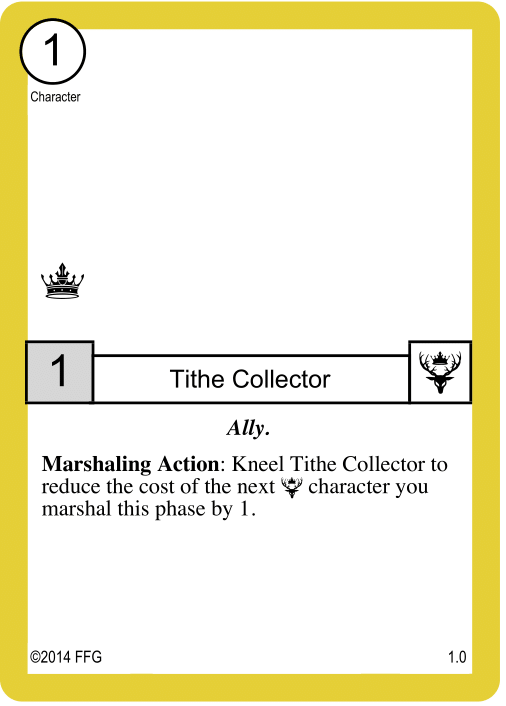 1
Character
1
Tithe Collector
Ally.
Marshaling Action: Kneel Tithe Collector to
reduce the cost of the next character you
marshal this phase by 1.
©2014 FFG
1.0